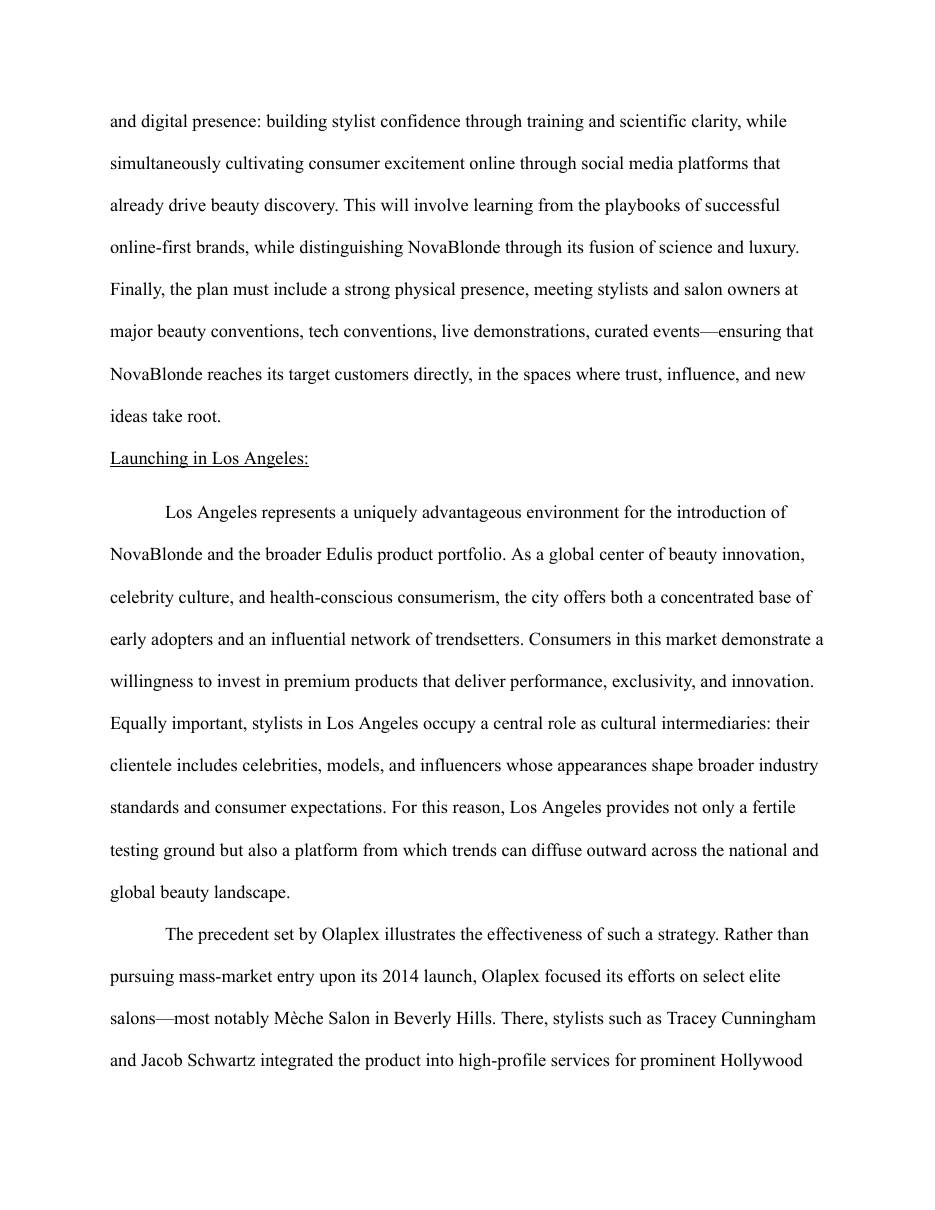 and digital presence: building stylist confidence through training and scientific clarity, while
simultaneously cultivating consumer excitement online through social media platforms that
already drive beauty discovery. This will involve learning from the playbooks of successful
online-first brands, while distinguishing NovaBlonde through its fusion of science and luxury.
Finally, the plan must include a strong physical presence, meeting stylists and salon owners at
major beauty conventions, tech conventions, live demonstrations, curated events—ensuring that
NovaBlonde reaches its target customers directly, in the spaces where trust, influence, and new
ideas take root.
Launching in Los Angeles:
Los Angeles represents a uniquely advantageous environment for the introduction of
NovaBlonde and the broader Edulis product portfolio. As a global center of beauty innovation,
celebrity culture, and health-conscious consumerism, the city offers both a concentrated base of
early adopters and an influential network of trendsetters. Consumers in this market demonstrate a
willingness to invest in premium products that deliver performance, exclusivity, and innovation.
Equally important, stylists in Los Angeles occupy a central role as cultural intermediaries: their
clientele includes celebrities, models, and influencers whose appearances shape broader industry
standards and consumer expectations. For this reason, Los Angeles provides not only a fertile
testing ground but also a platform from which trends can diffuse outward across the national and
global beauty landscape.
The precedent set by Olaplex illustrates the effectiveness of such a strategy. Rather than
pursuing mass-market entry upon its 2014 launch, Olaplex focused its efforts on select elite
salons—most notably Mèche Salon in Beverly Hills. There, stylists such as Tracey Cunningham
and Jacob Schwartz integrated the product into high-profile services for prominent Hollywood